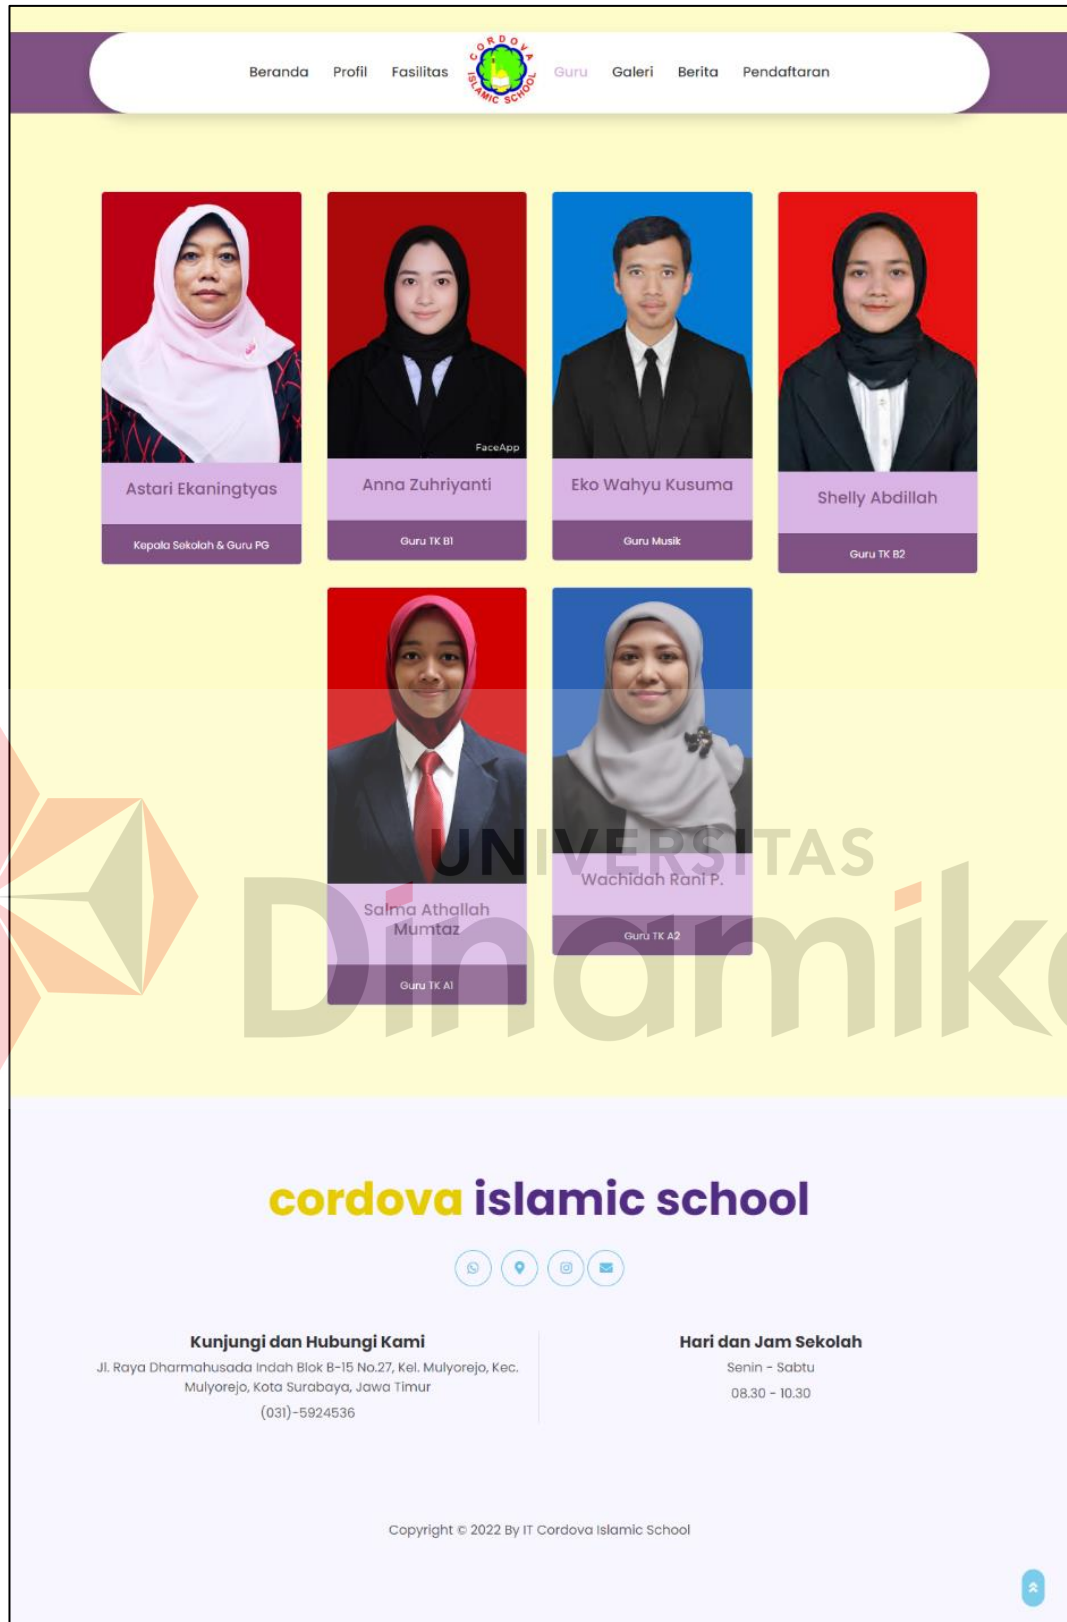 Beranda Profil Fasilitas CORDOVA ISLAMIC SCHOOL Guru Galeri Berita Pendaftaran
FaceApp
Astari Ekaningtyas
Kepala Sekolah & Guru PG
Anna Zuhriyanti
Guru TK B1
Eko Wahyu Kusuma
Guru Musik
Shelly Abdillah
Guru TK B2
Salma Athallah
Mumtaz
Guru TK A1
Wachidah Rani P.
Guru TK A2
UNIVERSITAS
Dinamika
cordova islamic school
Kunjungi dan Hubungi Kami
Jl. Raya Dharmahusada Indah Blok B-15 No.27, Kel. Mulyorejo, Kec.
Mulyorejo, Kota Surabaya, Jawa Timur
(031)-5924536
Hari dan Jam Sekolah
Senin - Sabtu
08.30 - 10.30
Copyright © 2022 By IT Cordova Islamic School